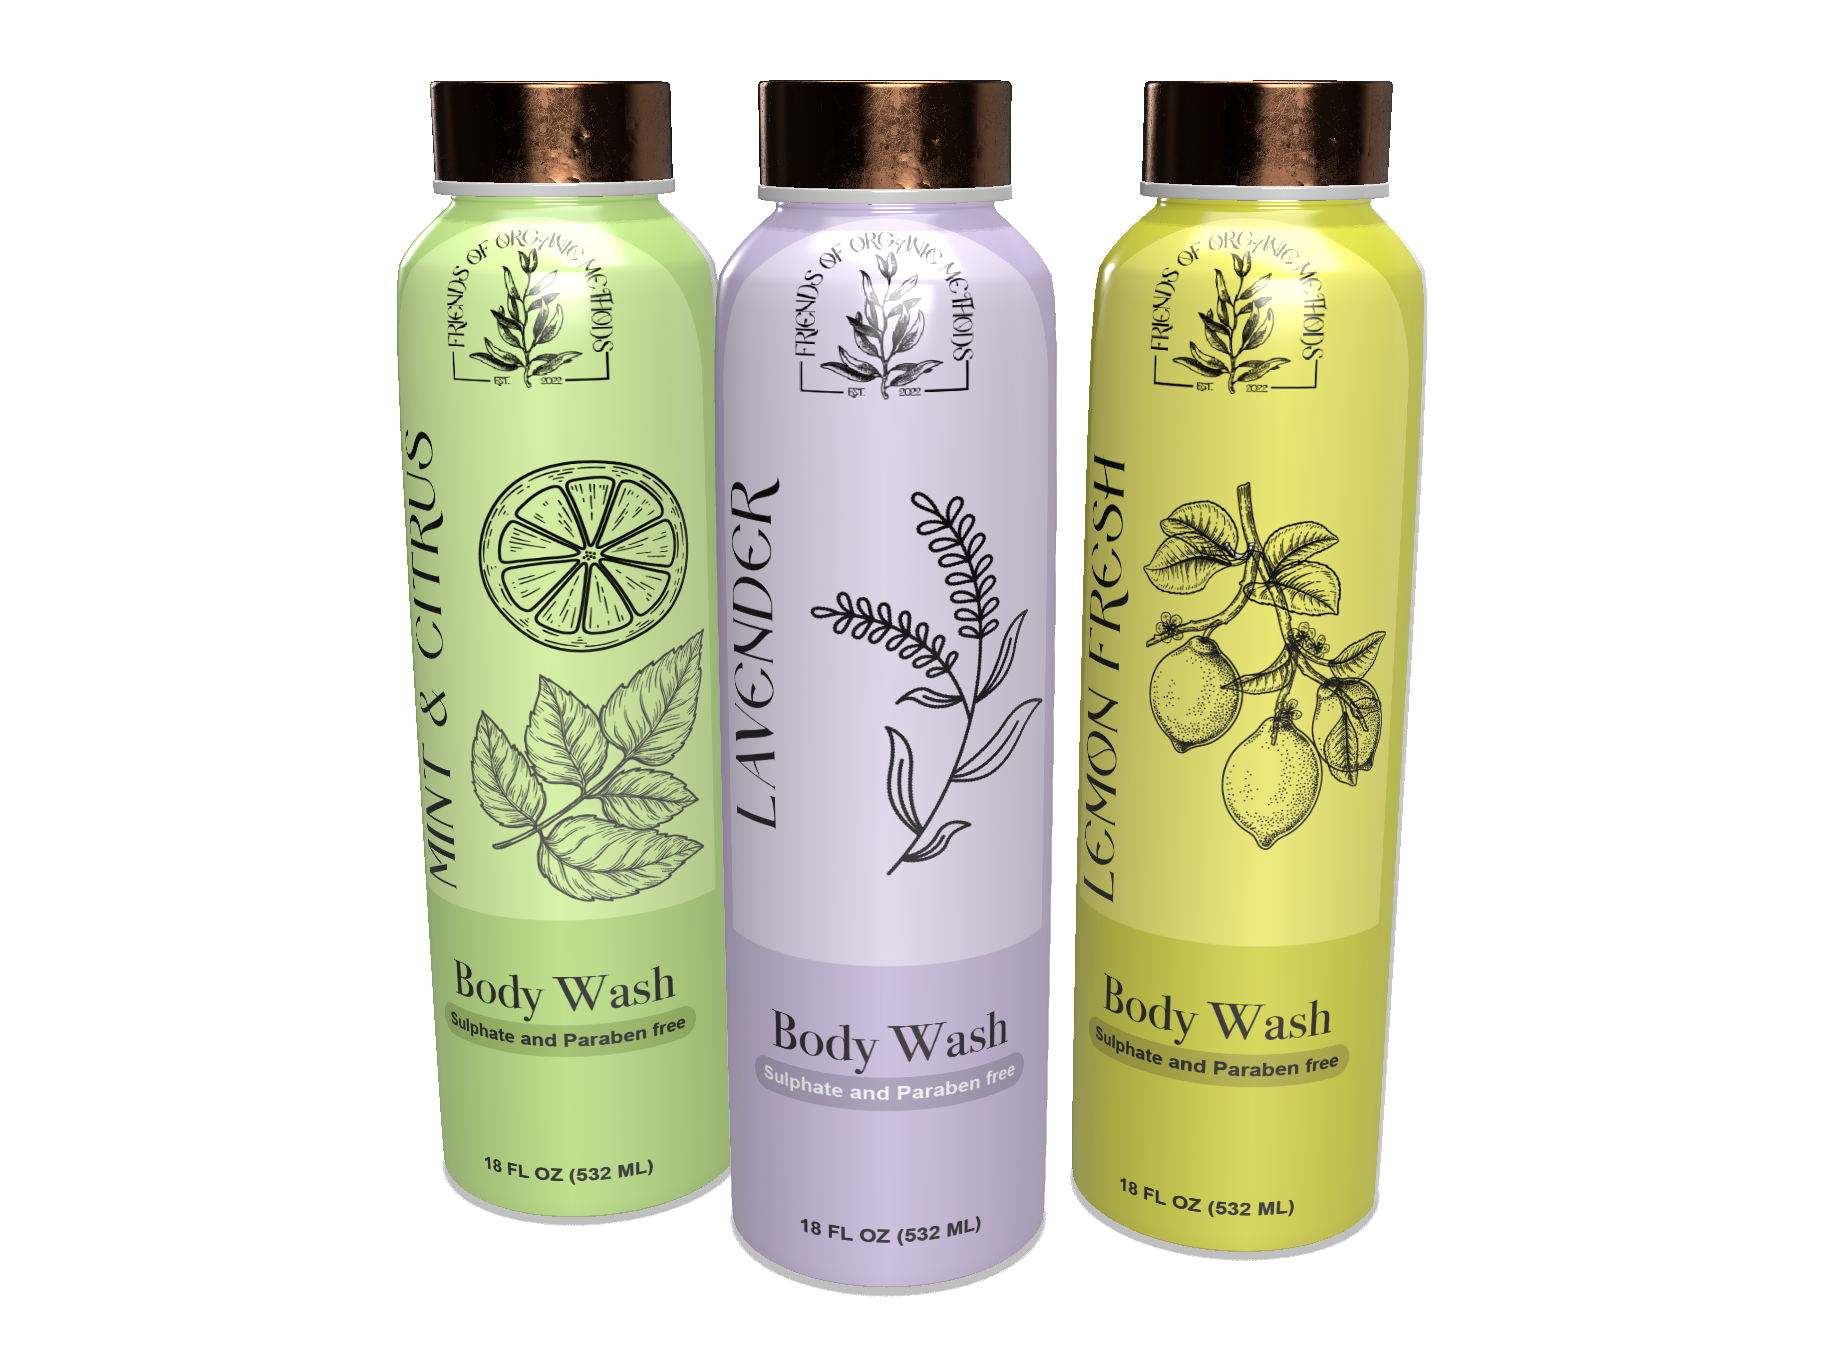 FRIENDS OF ORGANIC METHODS
EST. 2022
MINT & CITRUS
Body Wash
Sulphate and Paraben free
18 FL OZ (532 ML)
FRIENDS OF ORGANIC METHODS
EST. 2022
LAVENDER
Body Wash
Sulphate and Paraben free
18 FL OZ (532 ML)
FRIENDS OF ORGANIC METHODS
EST. 2022
LEMON FRESH
Body Wash
Sulphate and Paraben free
18 FL OZ (532 ML)